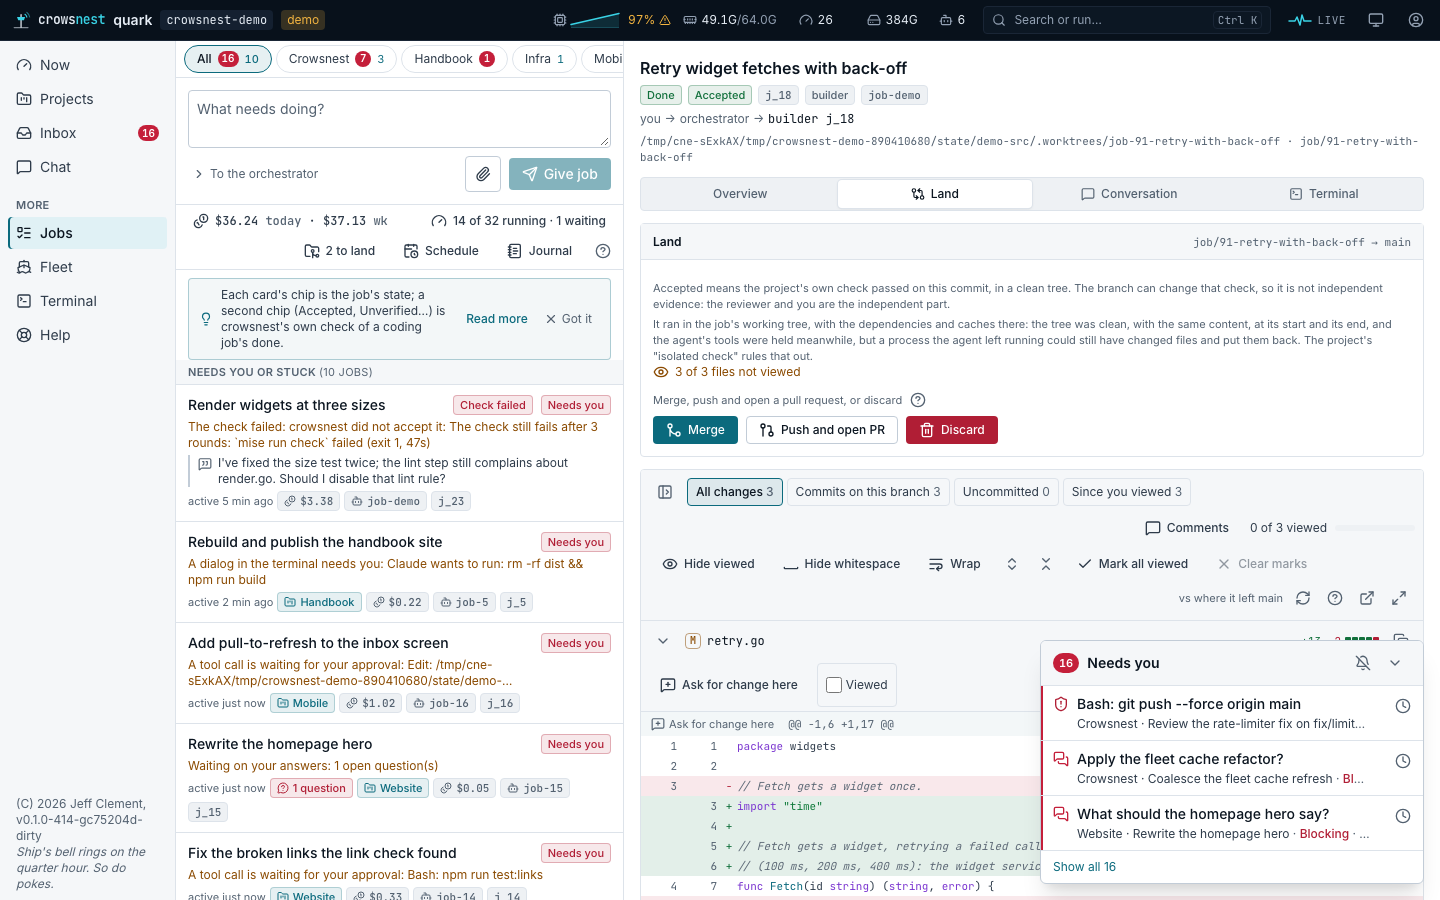 crowsnest quark crowsnest-demo demo
97% 49.1G/64.0G 26 384G 6 Search or run... Ctrl K LIVE
Now
Projects
Inbox 16
Chat
MORE
Jobs
Fleet
Terminal
Help
(C) 2026 Jeff Clement,
v0.1.0-414-gc75204d-
dirty
Ship's bell rings on the
quarter hour. So do
pokes.
All 16 10 Crowsnest 7 3 Handbook 1 Infra 1 Mobi
What needs doing?
To the orchestrator Give job
$36.24 today · $37.13 wk 14 of 32 running · 1 waiting
2 to land Schedule Journal
Each card's chip is the job's state; a
second chip (Accepted, Unverified...) is
crowsnest's own check of a coding
job's done.
Read more Got it
NEEDS YOU OR STUCK (10 JOBS)
Render widgets at three sizes Check failed Needs you
The check failed: crowsnest did not accept it: The check still fails after 3
rounds: `mise run check` failed (exit 1, 47s)
I've fixed the size test twice; the lint step still complains about
render.go. Should I disable that lint rule?
active 5 min ago $3.38 job-demo j_23
Rebuild and publish the handbook site Needs you
A dialog in the terminal needs you: Claude wants to run: rm -rf dist &&
npm run build
active 2 min ago Handbook $0.22 job-5 j_5
Add pull-to-refresh to the inbox screen Needs you
A tool call is waiting for your approval: Edit: /tmp/cne-
sExkAX/tmp/crowsnest-demo-890410680/state/demo-...
active just now Mobile $1.02 job-16 j_16
Rewrite the homepage hero Needs you
Waiting on your answers: 1 open question(s)
active just now 1 question Website $0.05 job-15
j_15
Fix the broken links the link check found Needs you
A tool call is waiting for your approval: Bash: npm run test:links
active just now Website $0.33 job-14 j_14
Retry widget fetches with back-off
Done Accepted j_18 builder job-demo
you → orchestrator → builder j_18
/tmp/cne-sExkAX/tmp/crowsnest-demo-890410680/state/demo-src/.worktrees/job-91-retry-with-back-off · job/91-retry-with-
back-off
Overview Land Conversation Terminal
Land job/91-retry-with-back-off → main
Accepted means the project's own check passed on this commit, in a clean tree. The branch can change that check, so it is not independent
evidence: the reviewer and you are the independent part.
It ran in the job's working tree, with the dependencies and caches there: the tree was clean, with the same content, at its start and its end, and
the agent's tools were held meanwhile, but a process the agent left running could still have changed files and put them back. The project's
"isolated check" rules that out.
3 of 3 files not viewed
Merge, push and open a pull request, or discard
Merge Push and open PR Discard
All changes 3 Commits on this branch 3 Uncommitted 0 Since you viewed 3
Comments 0 of 3 viewed
Hide viewed Hide whitespace Wrap Mark all viewed Clear marks
vs where it left main
M retry.go
Ask for change here Viewed
Ask for change here @@ -1,6 +1,17 @@
1 1 package widgets
2 2
3 - // Fetch gets a widget once.
3 + import "time"
4 +
5 + // Fetch gets a widget, retrying a failed call
6 + // (100 ms, 200 ms, 400 ms): the widget servic
4 7 func Fetch(id string) (string, error) {
16 Needs you
Bash: git push --force origin main
Crowsnest · Review the rate-limiter fix on fix/limit...
Apply the fleet cache refactor?
Crowsnest · Coalesce the fleet cache refresh · Bl...
What should the homepage hero say?
Website · Rewrite the homepage hero · Blocking · ...
Show all 16